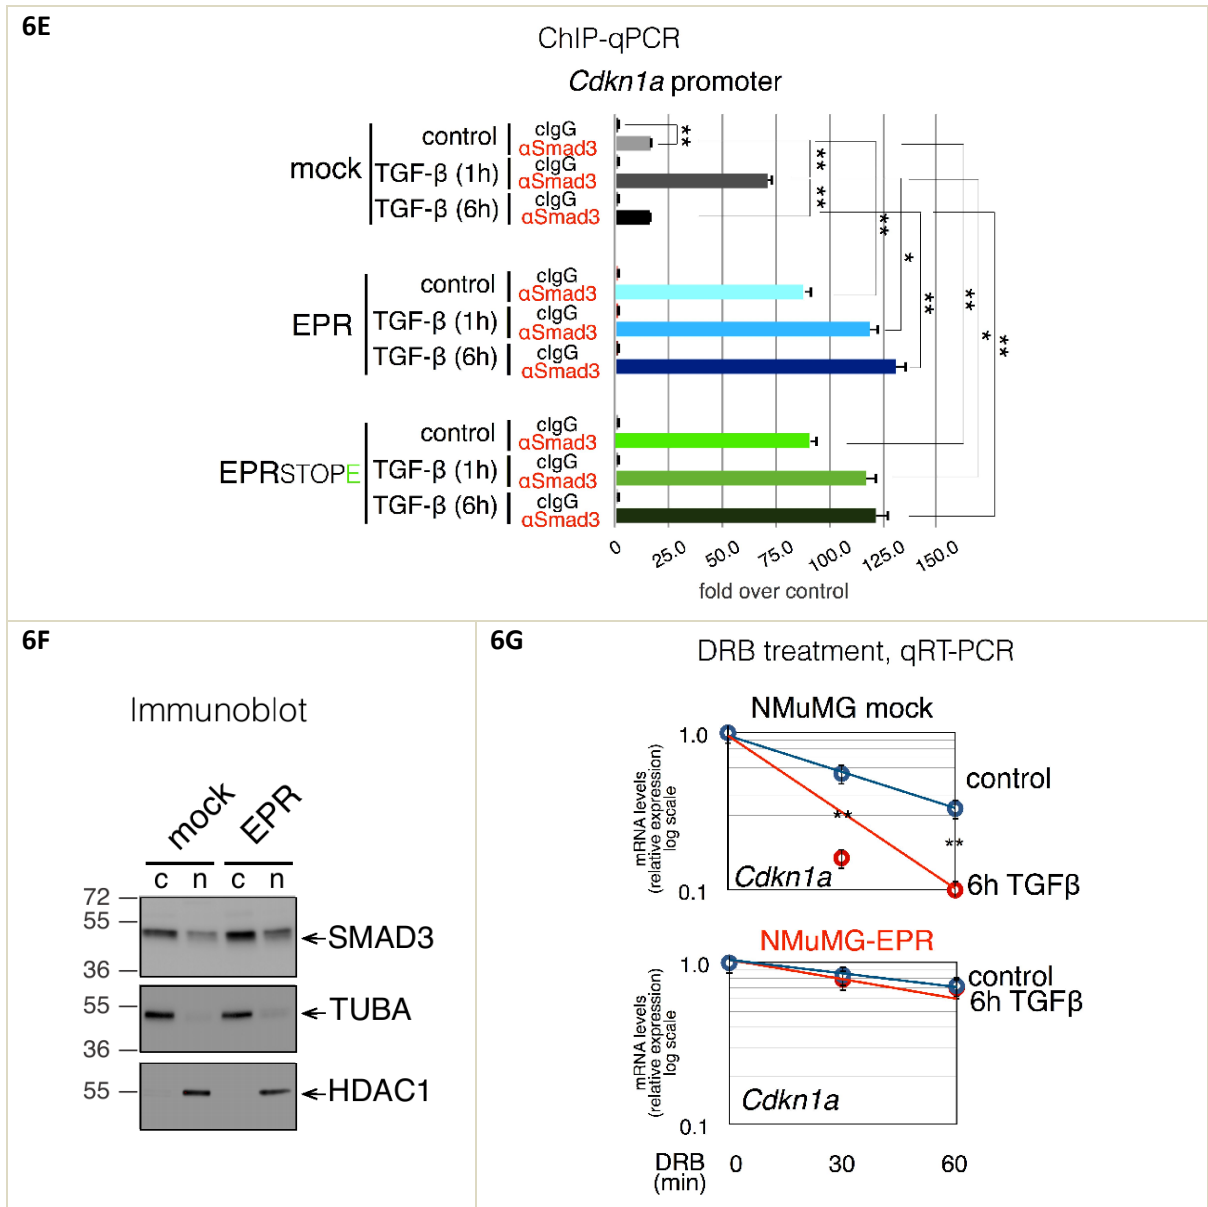 6E
ChIP-qPCR
Cdkn1a promoter
mock
control
cIgG
αSmad3
TGF-β (1h)
cIgG
αSmad3
TGF-β (6h)
cIgG
αSmad3
EPR
control
cIgG
αSmad3
TGF-β (1h)
cIgG
αSmad3
TGF-β (6h)
cIgG
αSmad3
EPRSTOPE
control
cIgG
αSmad3
TGF-β (1h)
cIgG
αSmad3
TGF-β (6h)
cIgG
αSmad3
**
**
**
**
*
**
**
*
**
0 25.0 50.0 75.0 100.0 125.0 150.0
fold over control
6F
Immunoblot
mock EPR
c n c n
72
55
36
SMAD3
55
36
TUBA
55
HDAC1
6G
DRB treatment, qRT-PCR
NMuMG mock
mRNA levels
(relative expression)
log scale
1.0
0.1
control
**
**
Cdkn1a
6h TGFβ
NMuMG-EPR
mRNA levels
(relative expression)
log scale
1.0
0.1
control
6h TGFβ
Cdkn1a
DRB
(min)
0 30 60